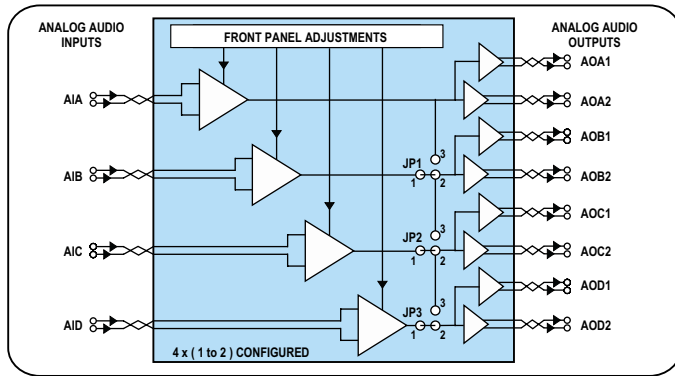 ANALOG AUDIO
INPUTS
FRONT PANEL ADJUSTMENTS
ANALOG AUDIO
OUTPUTS
AOA1
AIA
AOA2
AOB1
3
JP1
AIB
1
2
AOB2
AOC1
3
JP2
AIC
1
2
AOC2
AOD1
3
JP3
AID
1
2
AOD2
4 x ( 1 to 2 ) CONFIGURED